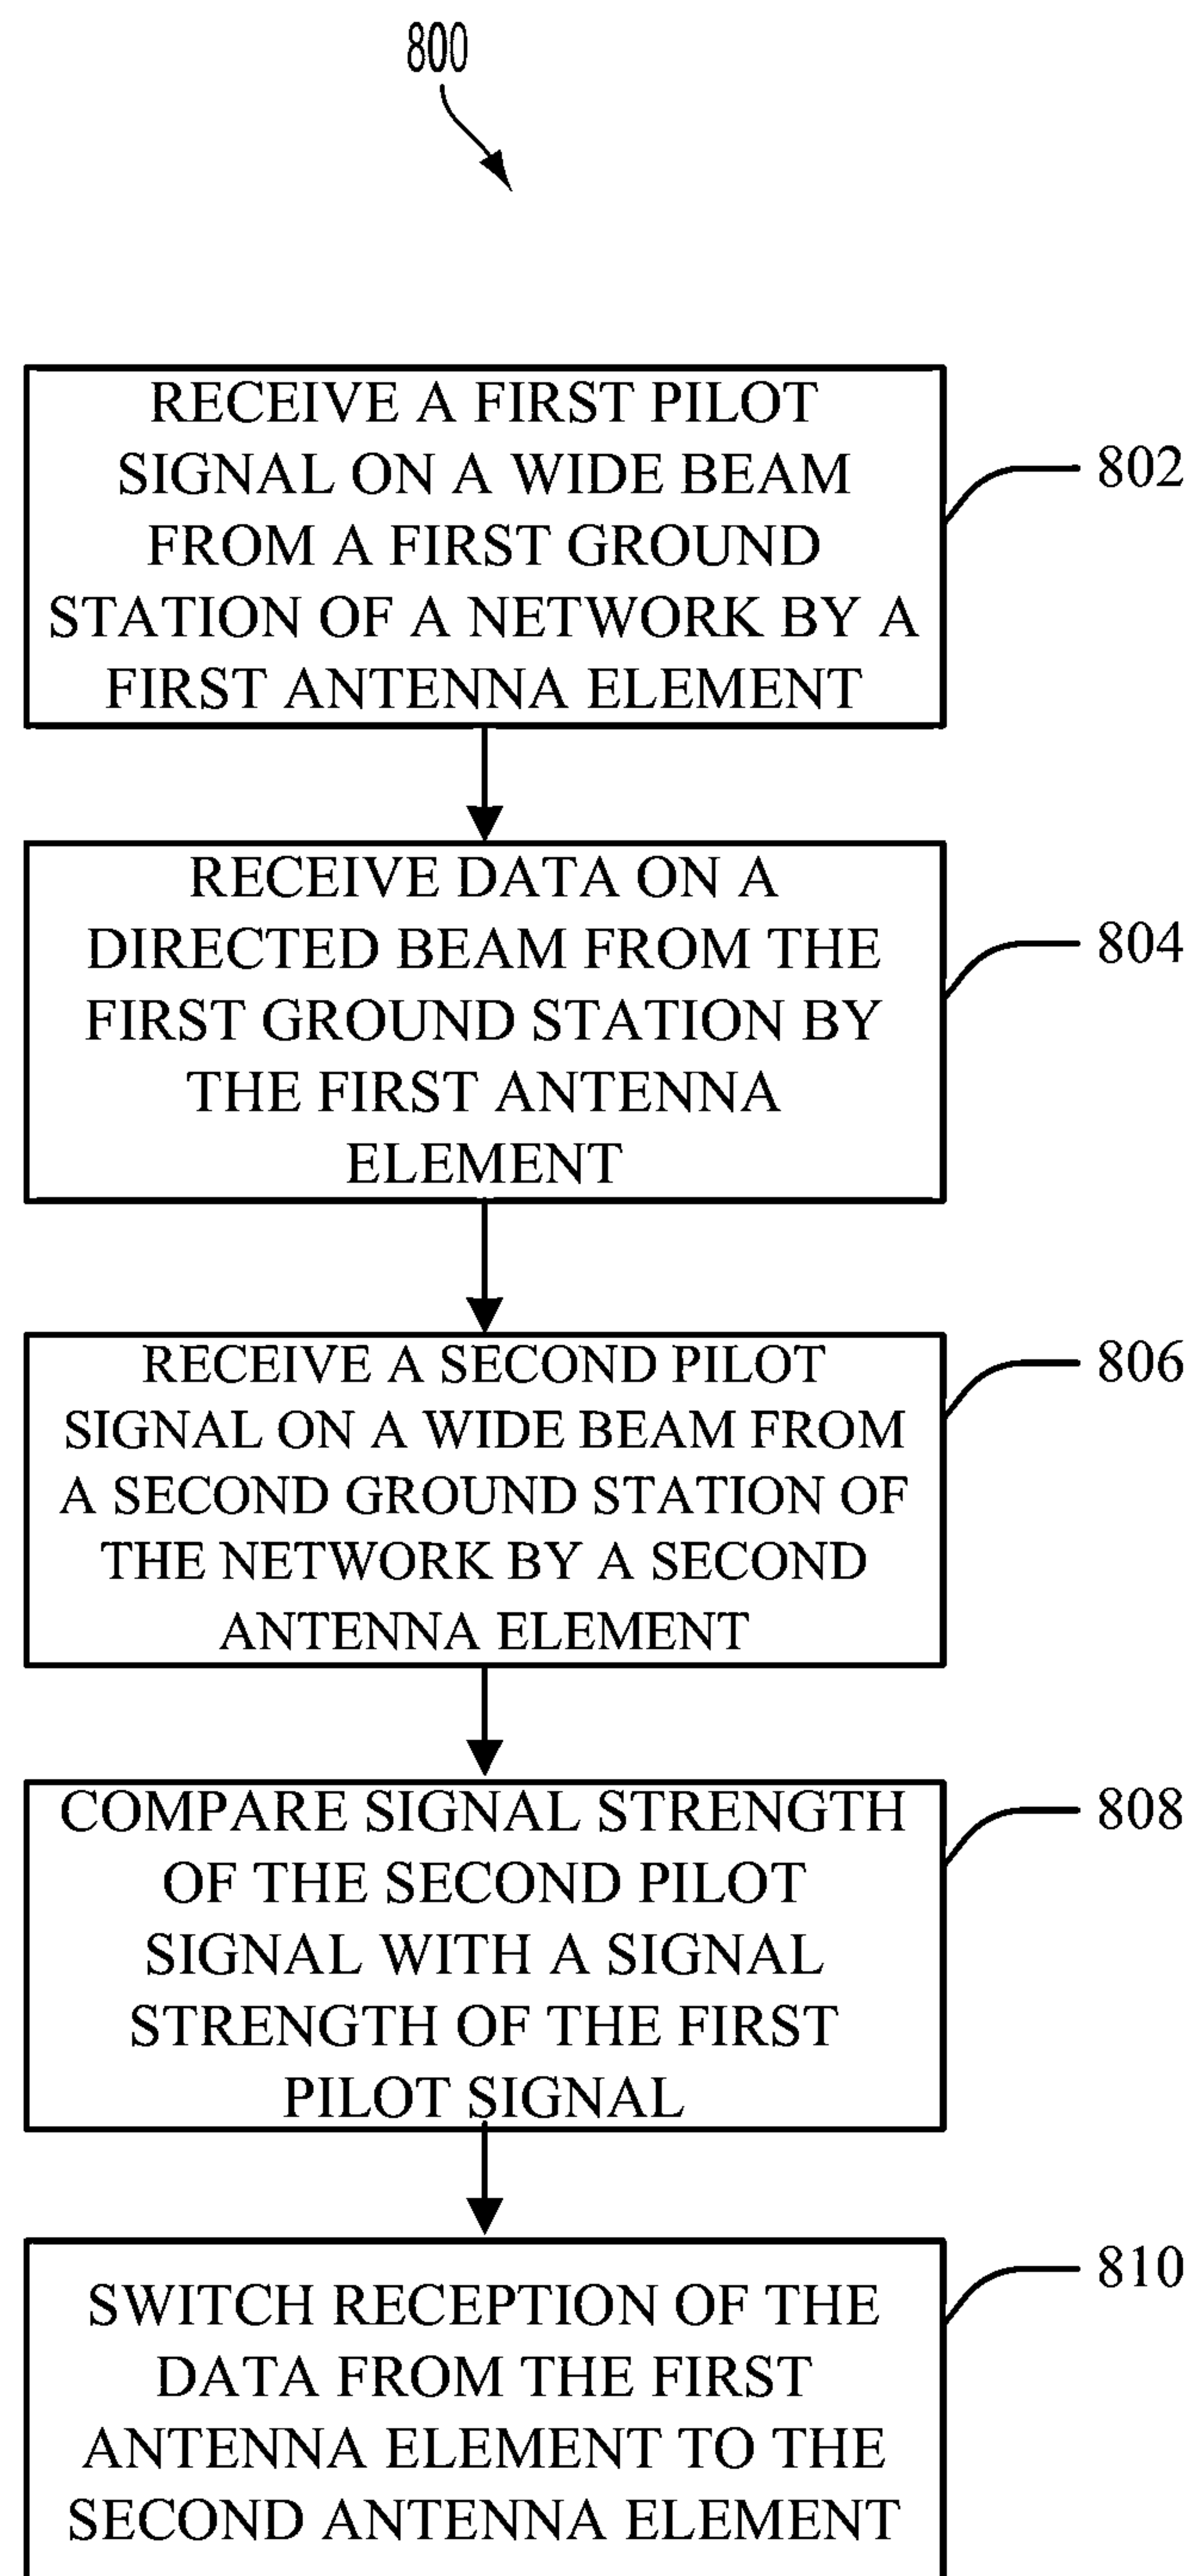 800
RECEIVE A FIRST PILOT
SIGNAL ON A WIDE BEAM
FROM A FIRST GROUND
STATION OF A NETWORK BY A
FIRST ANTENNA ELEMENT
802
RECEIVE DATA ON A
DIRECTED BEAM FROM THE
FIRST GROUND STATION BY
THE FIRST ANTENNA
ELEMENT
804
RECEIVE A SECOND PILOT
SIGNAL ON A WIDE BEAM FROM
A SECOND GROUND STATION OF
THE NETWORK BY A SECOND
ANTENNA ELEMENT
806
COMPARE SIGNAL STRENGTH
OF THE SECOND PILOT
SIGNAL WITH A SIGNAL
STRENGTH OF THE FIRST
PILOT SIGNAL
808
SWITCH RECEPTION OF THE
DATA FROM THE FIRST
ANTENNA ELEMENT TO THE
SECOND ANTENNA ELEMENT
810